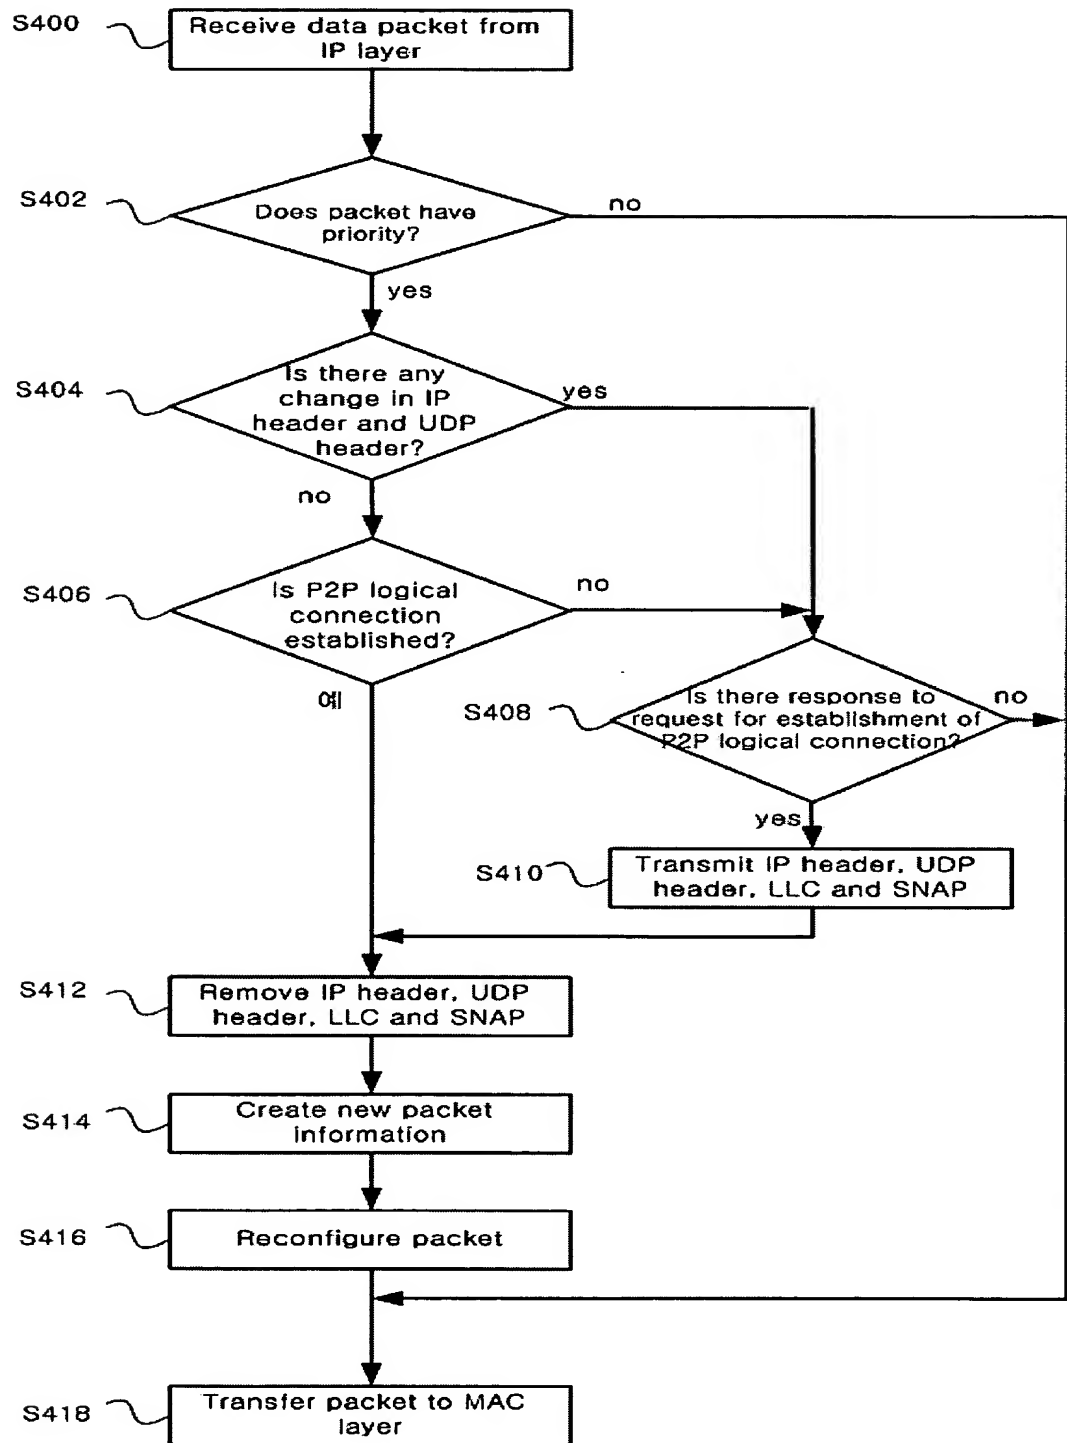 S400
Receive data packet from
IP layer
S402
Does packet have
priority?
no
yes
S404
Is there any
change in IP
header and UDP
header?
yes
no
S406
Is P2P logical
connection
established?
no
예
S408
Is there response to
request for establishment of
P2P logical connection?
no
yes
S410
Transmit IP header, UDP
header, LLC and SNAP
S412
Remove IP header, UDP
header, LLC and SNAP
S414
Create new packet
information
S416
Reconfigure packet
S418
Transfer packet to MAC
layer